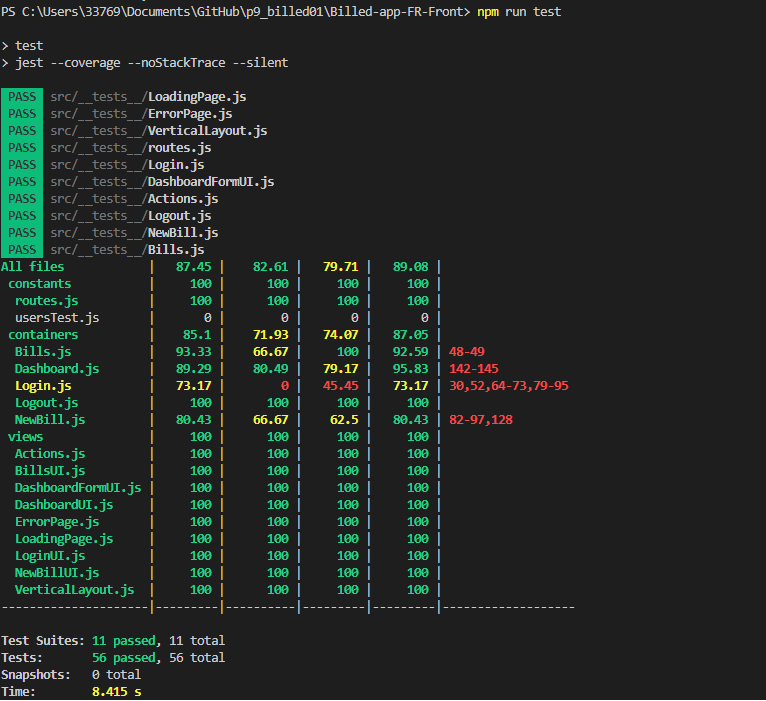 PS C:\Users\33769\Documents\GitHub\p9_billed01\Billed-app-FR-Front> npm run test
> test
> jest --coverage --noStackTrace --silent
PASS src/__tests__/LoadingPage.js
PASS src/__tests__/ErrorPage.js
PASS src/__tests__/VerticalLayout.js
PASS src/__tests__/routes.js
PASS src/__tests__/Login.js
PASS src/__tests__/DashboardFormUI.js
PASS src/__tests__/Actions.js
PASS src/__tests__/Logout.js
PASS src/__tests__/NewBill.js
PASS src/__tests__/Bills.js
All files | 87.45 | 82.61 | 79.71 | 89.08 |
constants | 100 | 100 | 100 | 100 |
routes.js | 100 | 100 | 100 | 100 |
usersTest.js | 0 | 0 | 0 | 0 |
containers | 85.1 | 71.93 | 74.07 | 87.05 |
Bills.js | 93.33 | 66.67 | 100 | 92.59 | 48-49
Dashboard.js | 89.29 | 80.49 | 79.17 | 95.83 | 142-145
Login.js | 73.17 | 0 | 45.45 | 73.17 | 30,52,64-73,79-95
Logout.js | 100 | 100 | 100 | 100 |
NewBill.js | 80.43 | 66.67 | 62.5 | 80.43 | 82-97,128
views | 100 | 100 | 100 | 100 |
Actions.js | 100 | 100 | 100 | 100 |
BillsUI.js | 100 | 100 | 100 | 100 |
DashboardFormUI.js | 100 | 100 | 100 | 100 |
DashboardUI.js | 100 | 100 | 100 | 100 |
ErrorPage.js | 100 | 100 | 100 | 100 |
LoadingPage.js | 100 | 100 | 100 | 100 |
LoginUI.js | 100 | 100 | 100 | 100 |
NewBillUI.js | 100 | 100 | 100 | 100 |
VerticalLayout.js | 100 | 100 | 100 | 100 |
---------------------|---------|----------|---------|---------|-------------------
Test Suites: 11 passed, 11 total
Tests: 56 passed, 56 total
Snapshots: 0 total
Time: 8.415 s